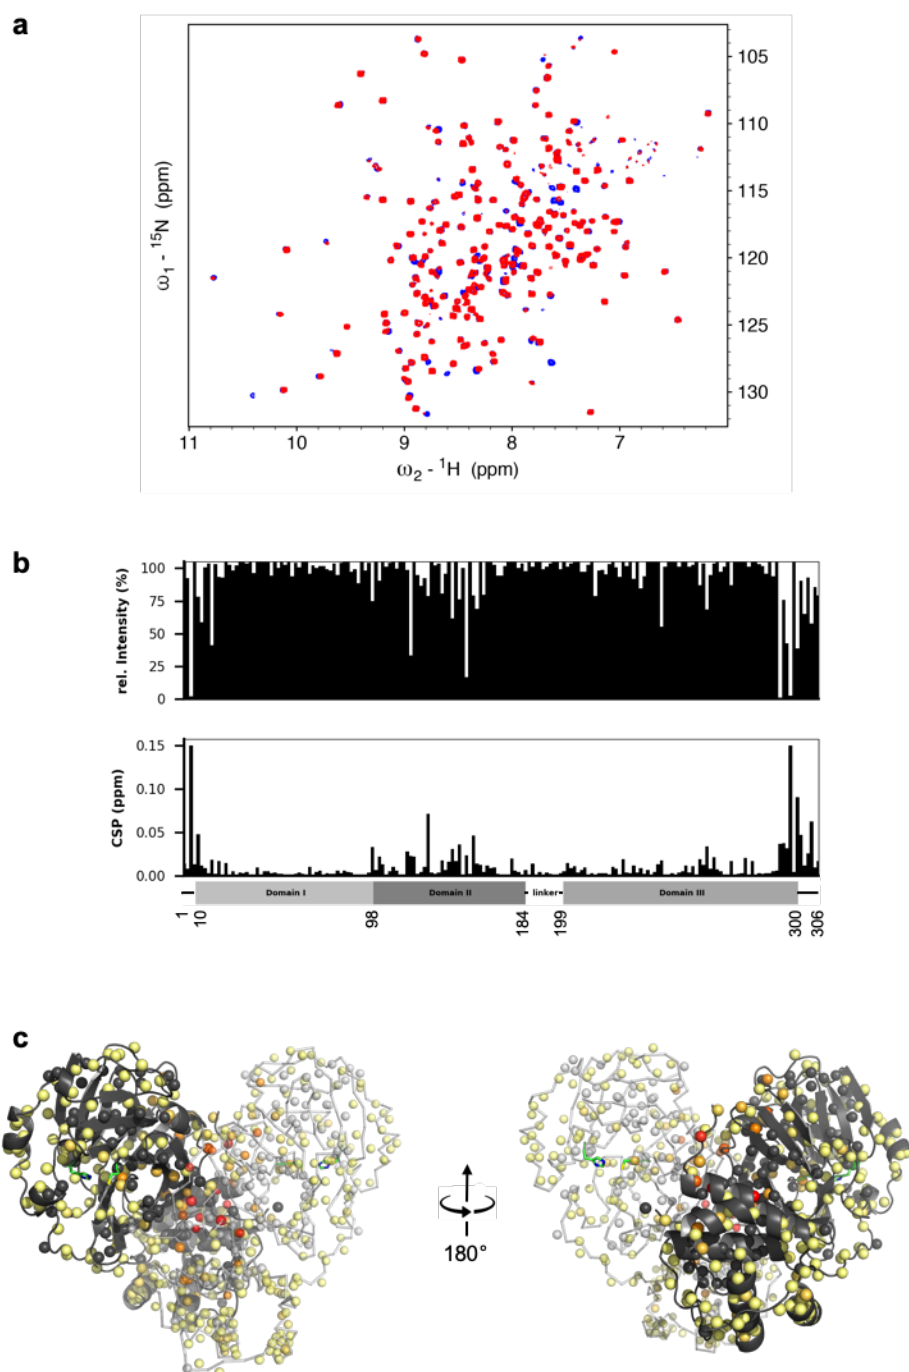 a
105
110
115
120
125
130
ω1 - 15N (ppm)
11 10 9 8 7
ω2 - 1H (ppm)
b
100
75
50
25
0
rel. Intensity (%)
0.15
0.10
0.05
0.00
CSP (ppm)
Domain I Domain II linker Domain III
1 10 98 184 199 300 306
c
180°